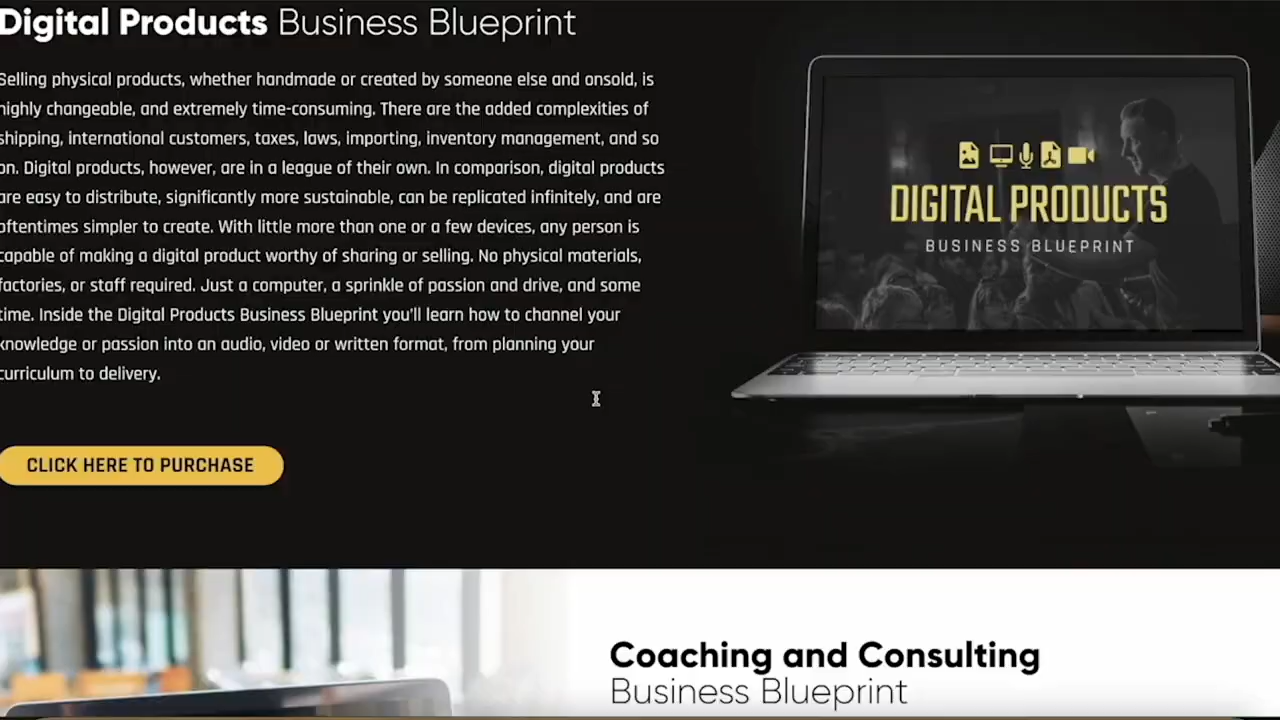 Digital Products Business Blueprint
Selling physical products, whether handmade or created by someone else and onsold, is
highly changeable, and extremely time-consuming. There are the added complexities of
shipping, international customers, taxes, laws, importing, inventory management, and so
on. Digital products, however, are in a league of their own. In comparison, digital products
are easy to distribute, significantly more sustainable, can be replicated infinitely, and are
oftentimes simpler to create. With little more than one or a few devices, any person is
capable of making a digital product worthy of sharing or selling. No physical materials,
factories, or staff required. Just a computer, a sprinkle of passion and drive, and some
time. Inside the Digital Products Business Blueprint you'll learn how to channel your
knowledge or passion into an audio, video or written format, from planning your
curriculum to delivery.
CLICK HERE TO PURCHASE
DIGITAL PRODUCTS
BUSINESS BLUEPRINT
Coaching and Consulting
Business Blueprint